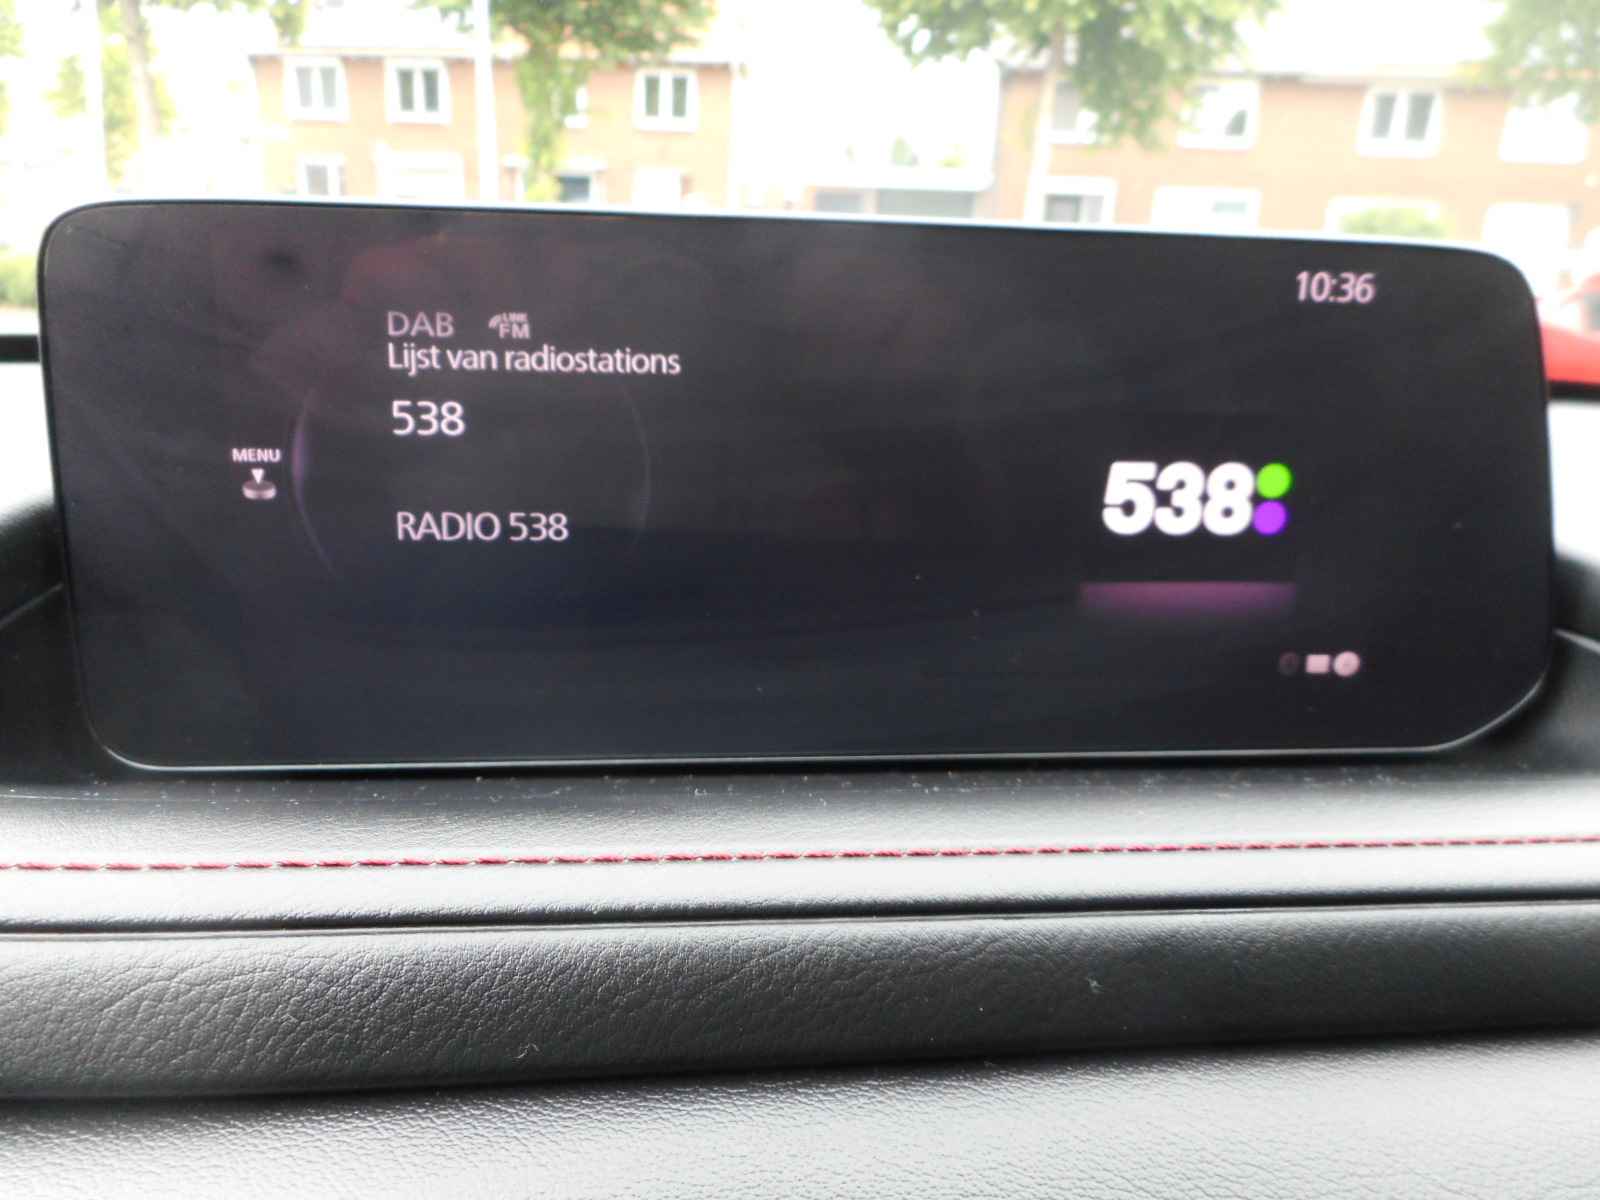 10:36
DAB LINK FM
Lijst van radiostations
538
MENU
RADIO 538
538